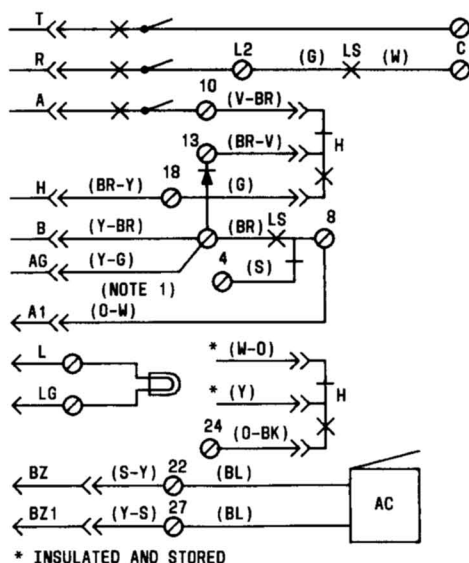 T C
R L2 (G) LS (W)
A 10 (V-BR)
13 (BR-V) H
H (BR-Y) 18 (G)
B (Y-BR) (BR) LS 8
AG (Y-G) 4 (S)
(NOTE 1)
A1 (O-W)
L * (W-O)
LG * (Y) H
24 (O-BK)
BZ (S-Y) 22 (BL)
AC
BZ1 (Y-S) 27 (BL)
* INSULATED AND STORED